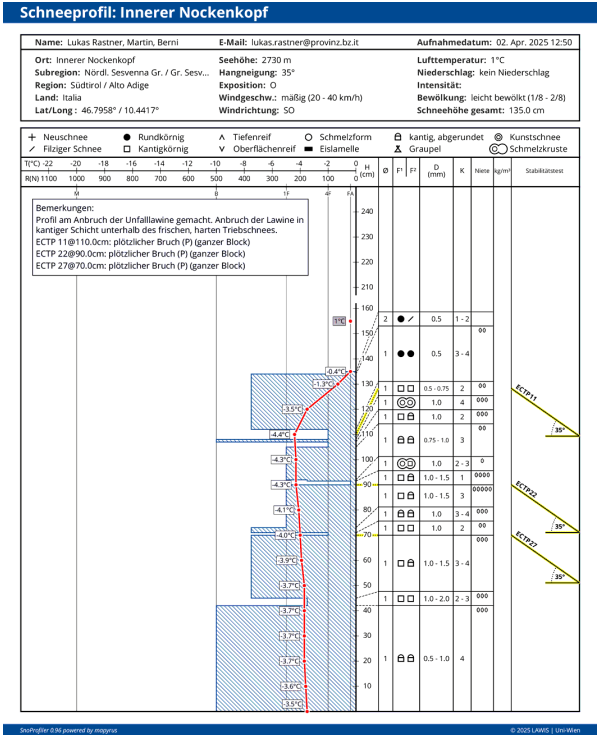 Schneeprofil: Innerer Nockenkopf
Name: Lukas Rastner, Martin, Berni E-Mail: lukas.rastner@provinz.bz.it Aufnahmedatum: 02. Apr. 2025 12:50
Ort: Innerer Nockenkopf Seehöhe: 2730 m Lufttemperatur: 1°C
Subregion: Nördl. Sesvenna Gr. / Gr. Sesv... Hangneigung: 35° Niederschlag: kein Niederschlag
Region: Südtirol / Alto Adige Exposition: O Intensität:
Land: Italia Windgeschw.: mäßig (20 - 40 km/h) Bewölkung: leicht bewölkt (1/8 - 2/8)
Lat/Long : 46.7958° / 10.4417° Windrichtung: SO Schneehöhe gesamt: 135.0 cm
Neuschnee Rundkörnig Tiefenreif Schmelzform kantig, abgerundet Kunstschnee
Filziger Schnee Kantigkörnig Oberflächenreif Eislamelle Graupel Schmelzkruste
T(°C) -22 -20 -18 -16 -14 -12 -10 -8 -6 -4 -2 0 H (cm) Ø F¹ F² D (mm) K Niete kg/m³ Stabilitätstest
R(N) 1100 1000 900 800 700 600 500 400 300 200 100 0
M B 1F 4F FA
Bemerkungen:
Profil am Anbruch der Unfalllawine gemacht. Anbruch der Lawine in
kantiger Schicht unterhalb des frischen, harten Triebschnees.
ECTP 11@110.0cm: plötzlicher Bruch (P) (ganzer Block)
ECTP 22@90.0cm: plötzlicher Bruch (P) (ganzer Block)
ECTP 27@70.0cm: plötzlicher Bruch (P) (ganzer Block)
240
230
220
210
160
1°C 2 0.5 1 - 2
150
140 1 0.5 3 - 4
-0.4°C
-1.3°C 130 1 0.5 - 0.75 2
ECTP11
-3.5°C 120 1 1.0 4
1 1.0 2
-4.4°C 110 1 0.75 - 1.0 3
35°
-4.3°C 100 1 1.0 2 - 3
-4.3°C 90 1 1.0 - 1.5 1
ECTP22
1 1.0 - 1.5 3
-4.1°C 80 1 1.0 3 - 4
35°
-4.0°C 70 1 1.0 2
ECTP27
-3.9°C 60 1 1.0 - 1.5 3 - 4
35°
-3.7°C 50
1 1.0 - 2.0 2 - 3
-3.7°C 40
-3.7°C 30
-3.7°C 20 1 0.5 - 1.0 4
-3.6°C 10
-3.5°C
SnoProfiler 0.96 powered by mapyrus © 2025 LAWIS | Uni-Wien